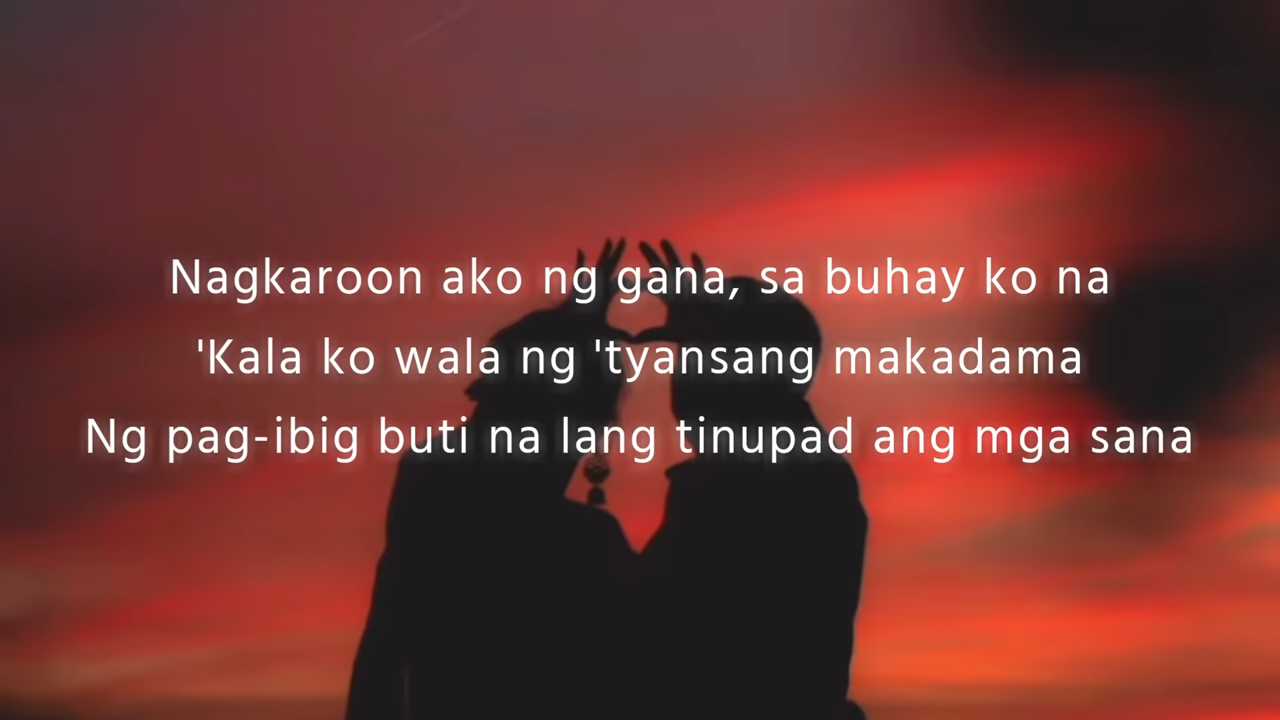 Nagkaroon ako ng gana, sa buhay ko na
'Kala ko wala ng 'tyansang makadama
Ng pag-ibig buti na lang tinupad ang mga sana